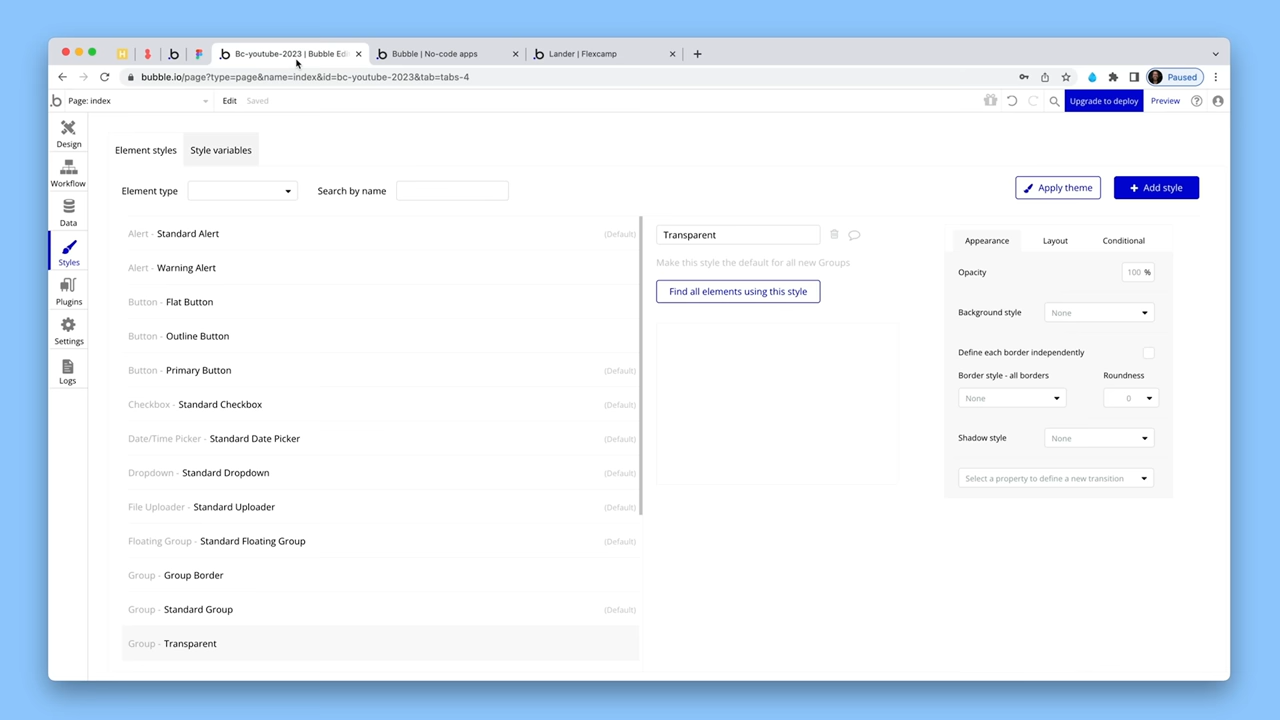 Bc-youtube-2023 | Bubble Edi
Bubble | No-code apps
Lander | Flexcamp
bubble.io/page?type=page&name=index&id=bc-youtube-2023&tab=tabs-4
Paused
Page: index
Edit
Saved
Upgrade to deploy
Preview
Design
Workflow
Data
Styles
Plugins
Settings
Logs
Element styles
Style variables
Element type
Search by name
Apply theme
+ Add style
Alert - Standard Alert (Default)
Alert - Warning Alert
Button - Flat Button
Button - Outline Button
Button - Primary Button (Default)
Checkbox - Standard Checkbox (Default)
Date/Time Picker - Standard Date Picker (Default)
Dropdown - Standard Dropdown (Default)
File Uploader - Standard Uploader (Default)
Floating Group - Standard Floating Group (Default)
Group - Group Border
Group - Standard Group (Default)
Group - Transparent
Transparent
Make this style the default for all new Groups
Find all elements using this style
Appearance
Layout
Conditional
Opacity
100 %
Background style
None
Define each border independently
Border style - all borders
Roundness
None
0
Shadow style
None
Select a property to define a new transition